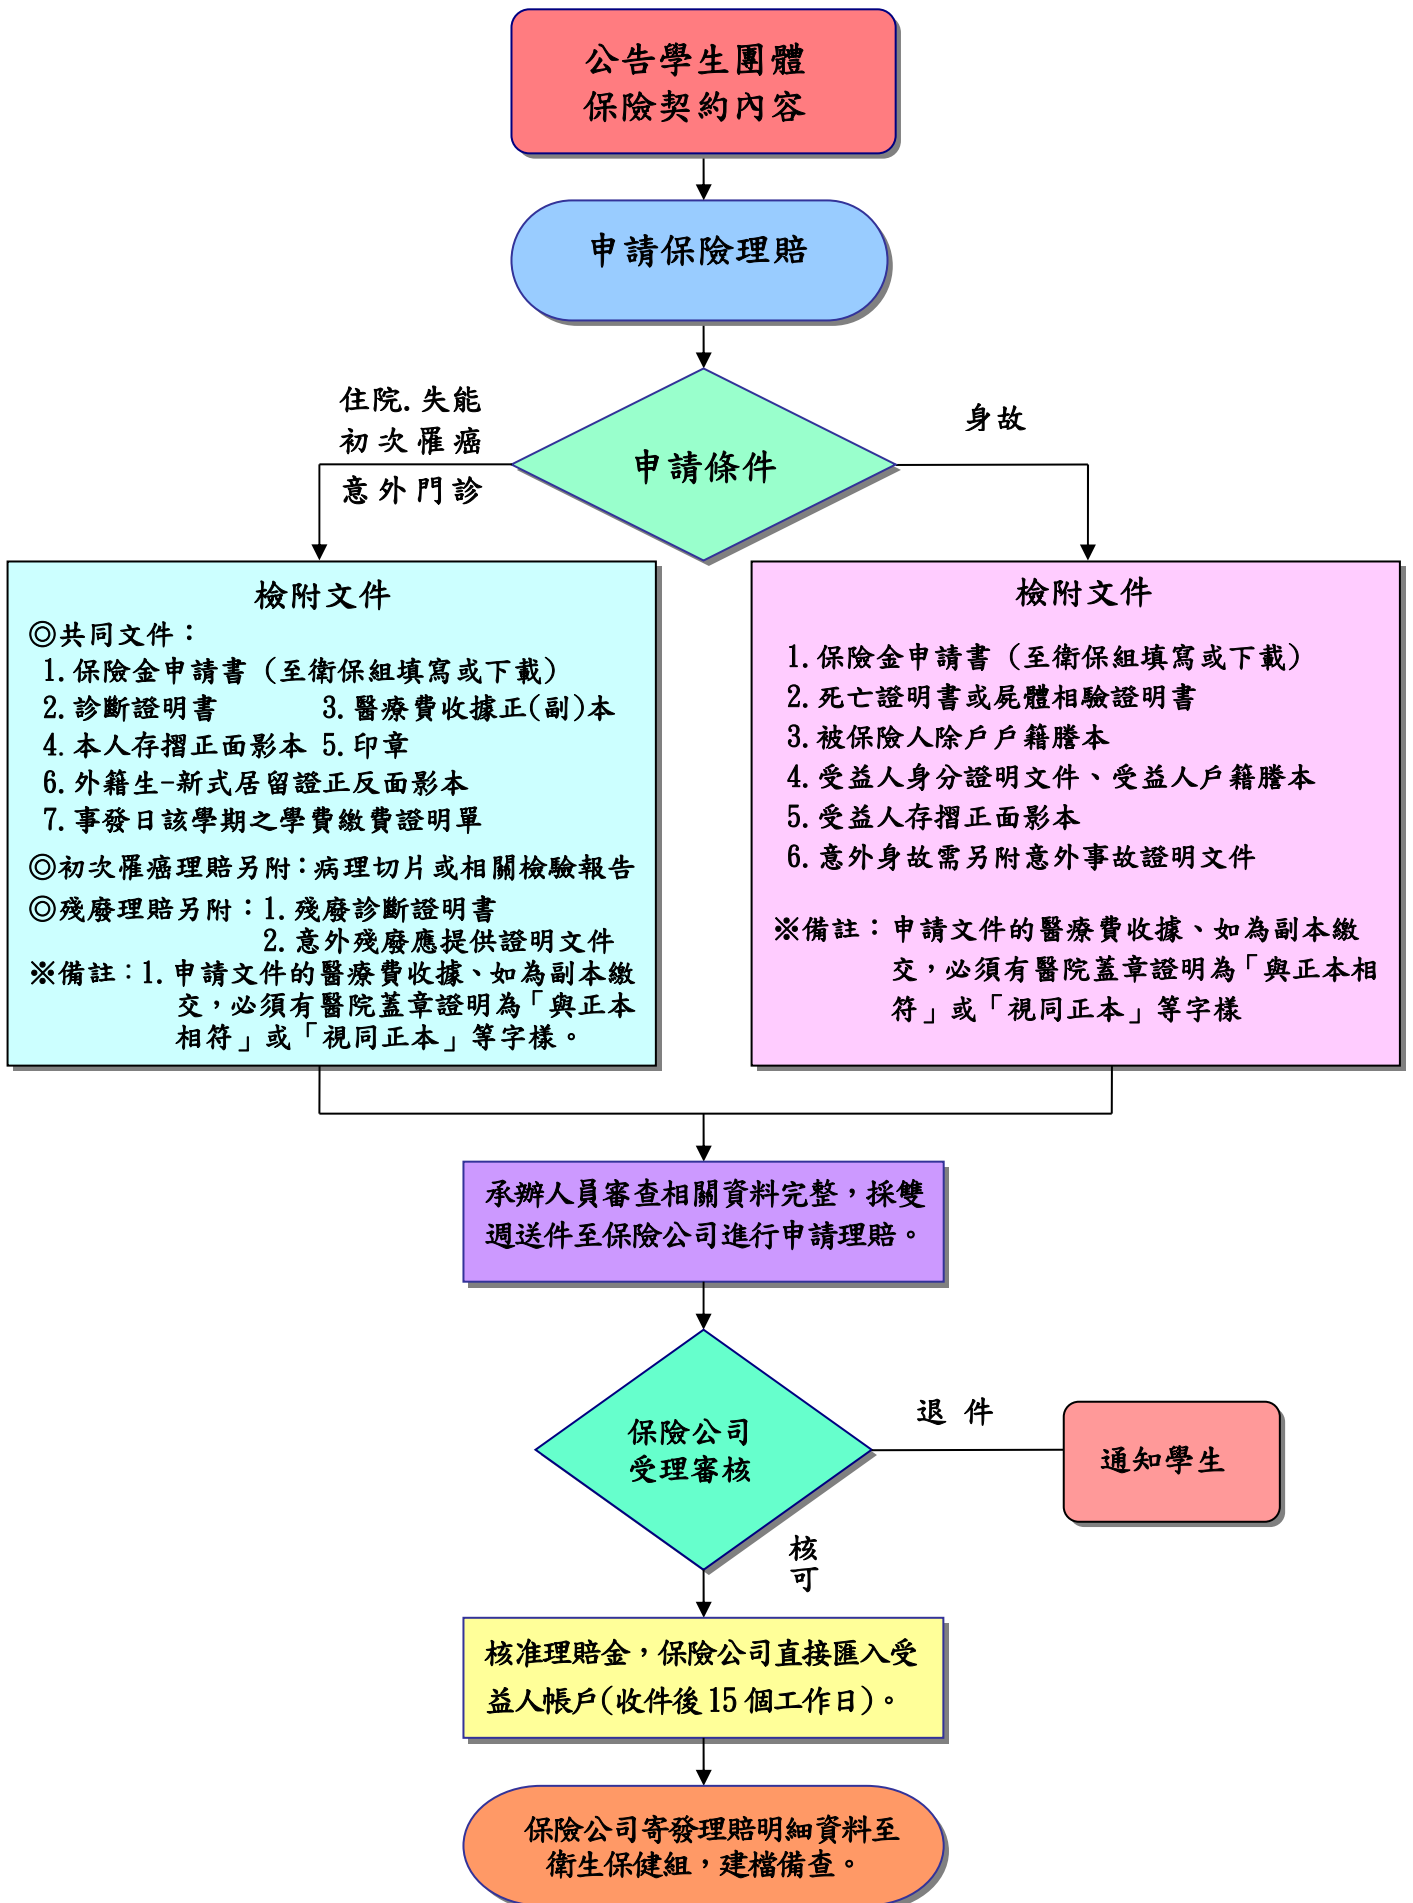 公告學生團體
保險契約內容
申請保險理賠
住院.失能
初次罹癌
意外門診
申請條件
身故
檢附文件
◎共同文件：
1.保險金申請書（至衛保組填寫或下載）
2.診斷證明書 3.醫療費收據正(副)本
4.本人存摺正面影本 5.印章
6.外籍生-新式居留證正反面影本
7.事發日該學期之學費繳費證明單
◎初次罹癌理賠另附：病理切片或相關檢驗報告
◎殘廢理賠另附：1.殘廢診斷證明書
2.意外殘廢應提供證明文件
※備註：1.申請文件的醫療費收據、如為副本繳
交，必須有醫院蓋章證明為「與正本
相符」或「視同正本」等字樣。
檢附文件
1.保險金申請書（至衛保組填寫或下載）
2.死亡證明書或屍體相驗證明書
3.被保險人除戶戶籍謄本
4.受益人身分證明文件、受益人戶籍謄本
5.受益人存摺正面影本
6.意外身故需另附意外事故證明文件
※備註：申請文件的醫療費收據、如為副本繳
交，必須有醫院蓋章證明為「與正本相
符」或「視同正本」等字樣
承辦人員審查相關資料完整，採雙
週送件至保險公司進行申請理賠。
保險公司
受理審核
退件
通知學生
核
可
核准理賠金，保險公司直接匯入受
益人帳戶(收件後15個工作日)。
保險公司寄發理賠明細資料至
衛生保健組，建檔備查。